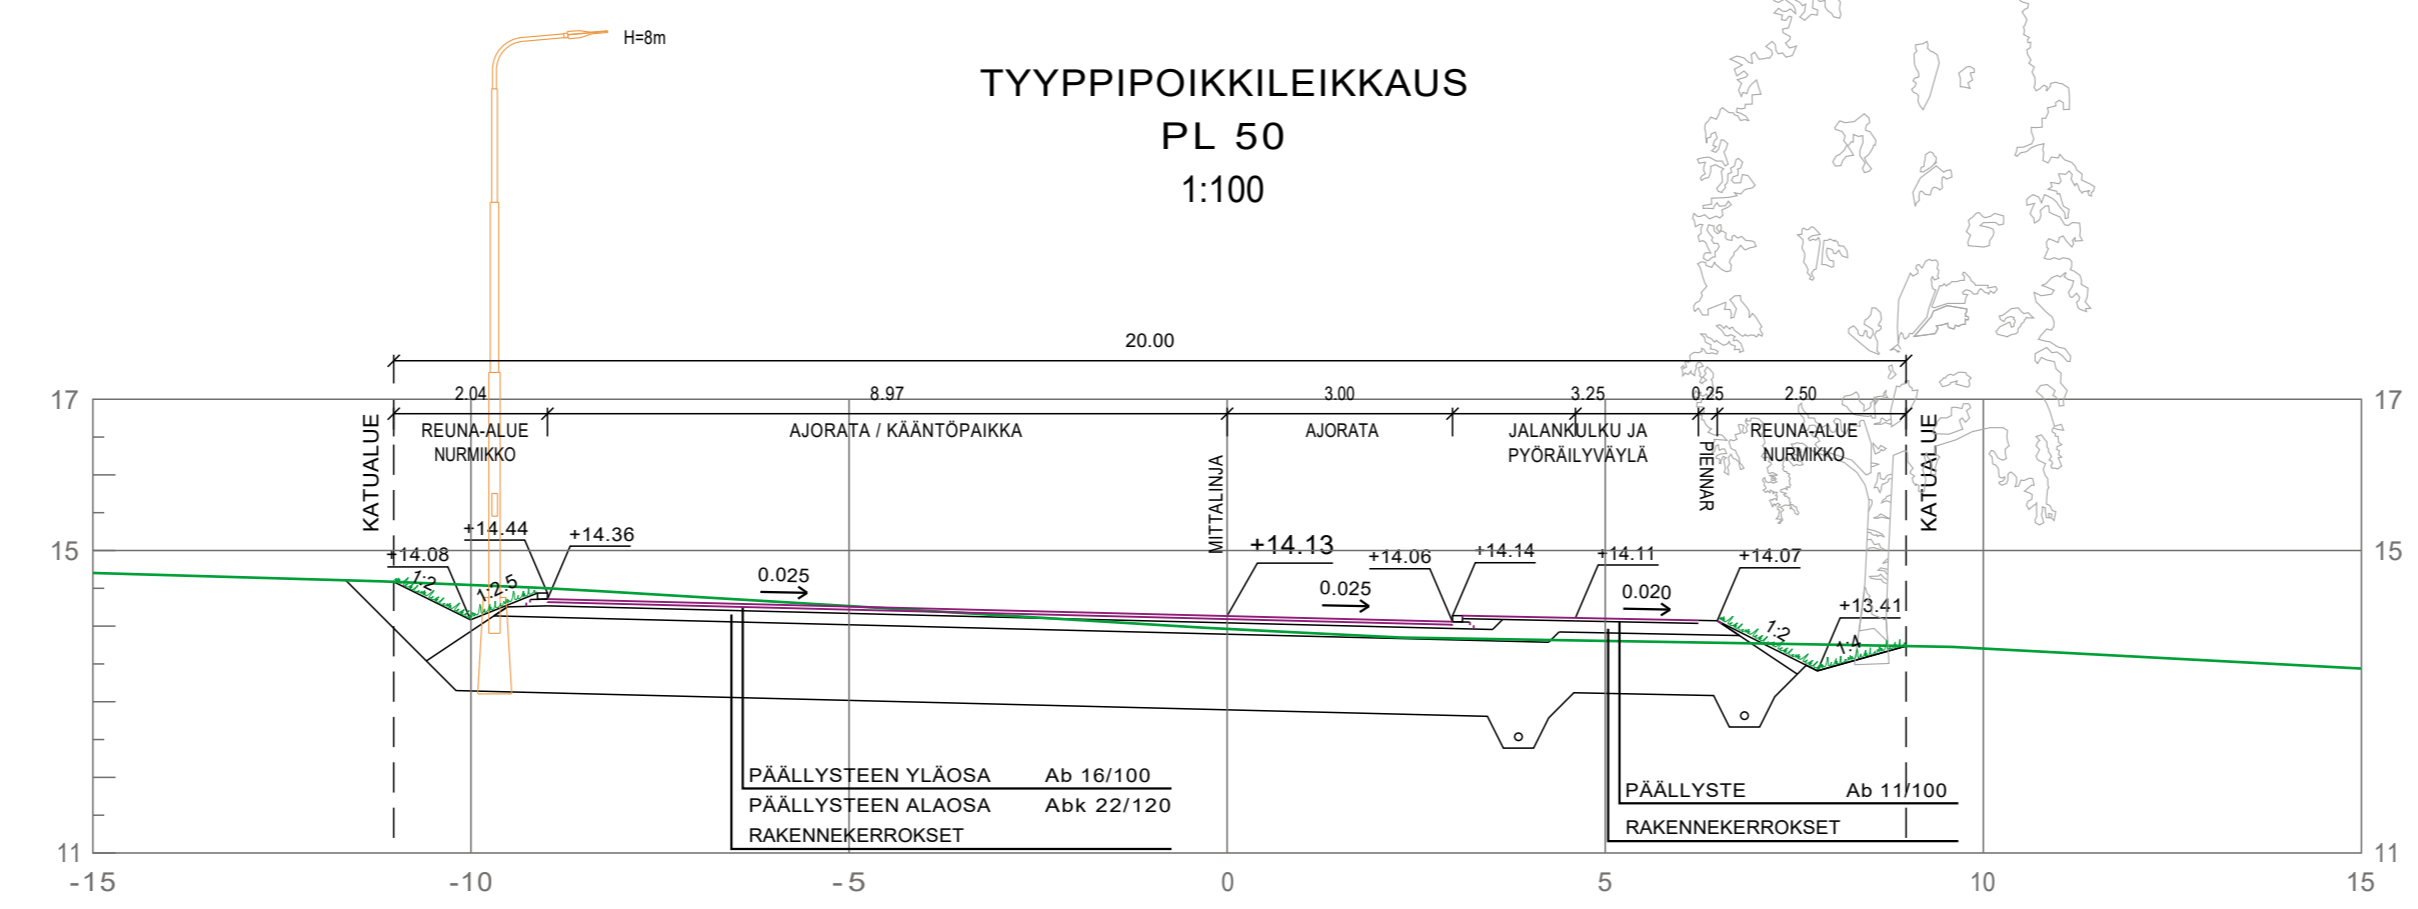 H=8m
TYYPPIPOIKKILEIKKAUS
PL 50
1:100
20.00
17
2.04
8.97
3.00
3.25
0.25
2.50
17
KATUALUE
REUNA-ALUE
NURMIKKO
AJORATA / KÄÄNTÖPAIKKA
MITTALINJA
AJORATA
JALANKULKU JA
PYÖRÄILYVÄYLÄ
PIENNAR
REUNA-ALUE
NURMIKKO
KATUALUE
15
+14.08
+14.44
+14.36
+14.13
+14.06
+14.14
+14.11
+14.07
+13.41
15
1:2
1:2.5
0.025
0.025
0.020
1:2
1:4
PÄÄLLYSTEEN YLÄOSA Ab 16/100
PÄÄLLYSTEEN ALAOSA Abk 22/120
RAKENNEKERROKSET
PÄÄLLYSTE Ab 11/100
RAKENNEKERROKSET
11
11
-15
-10
-5
0
5
10
15